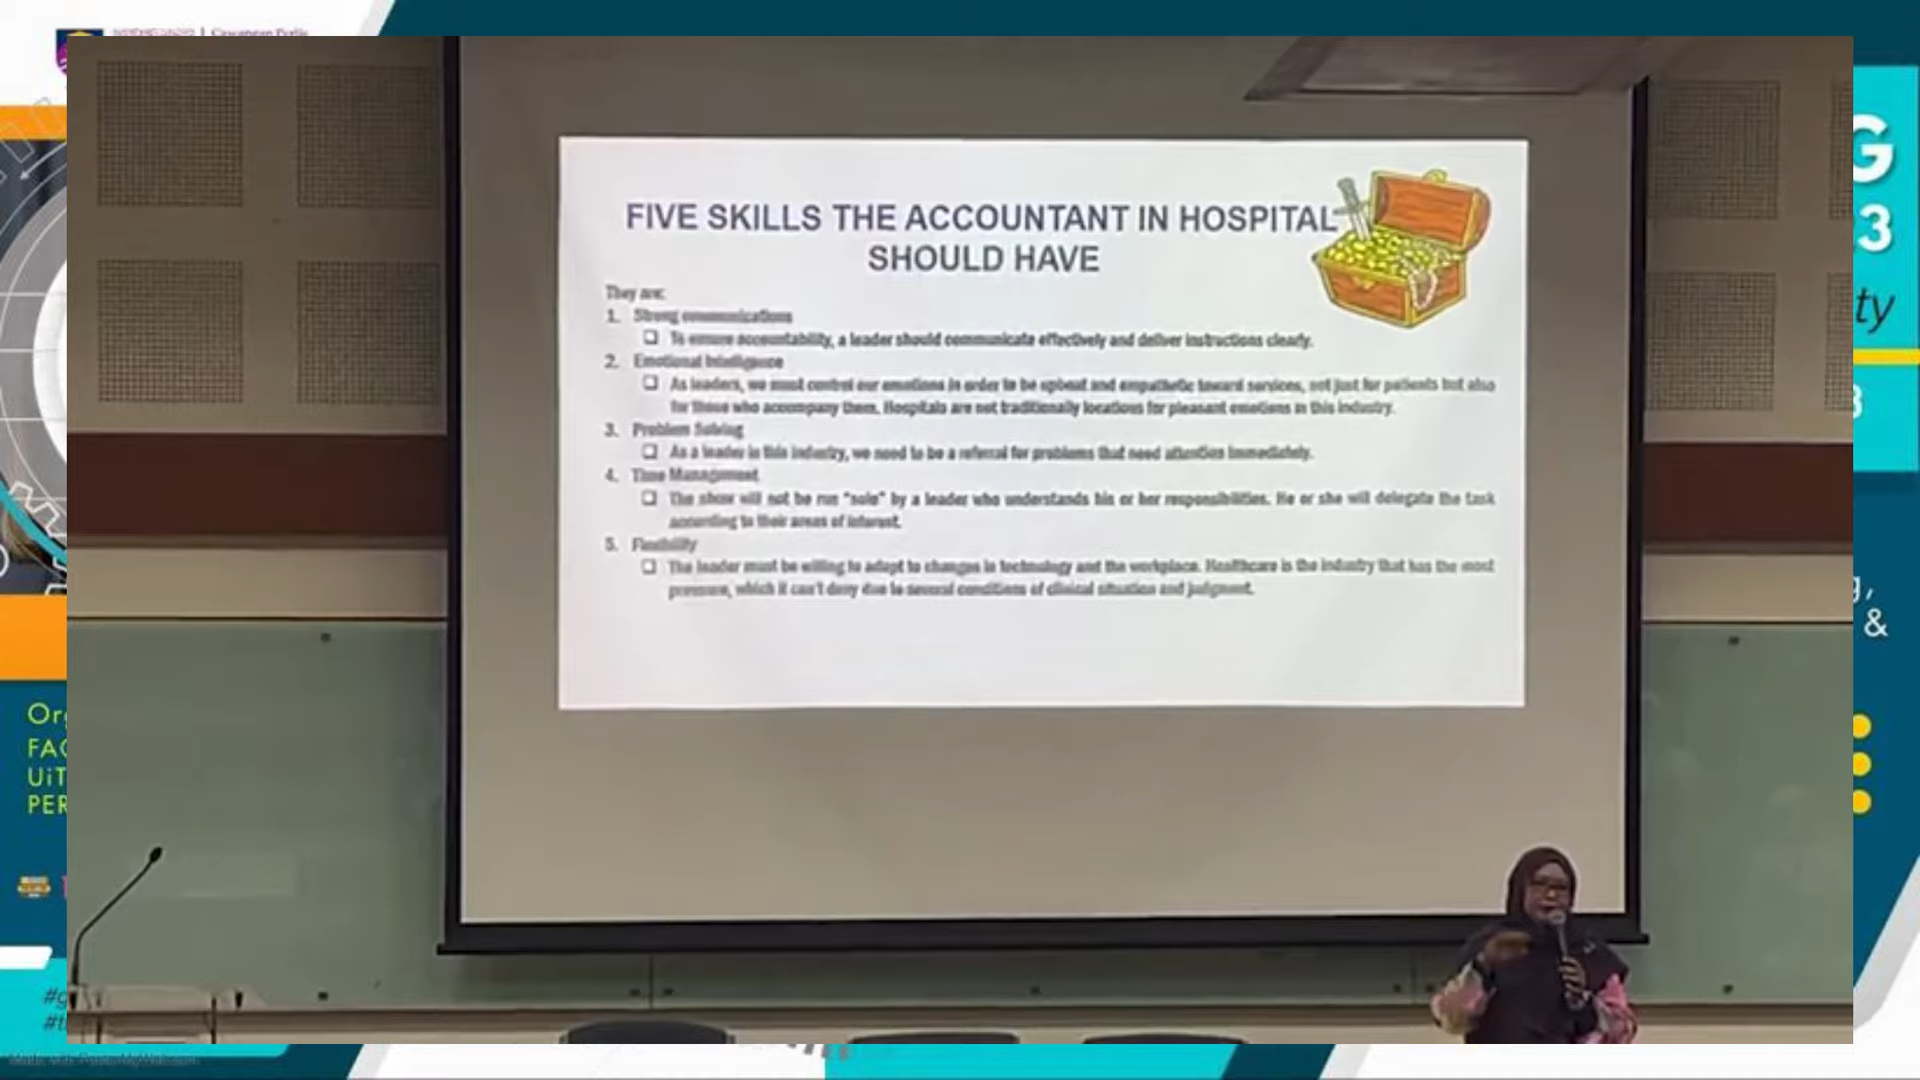 Cawangan Perlis
FIVE SKILLS THE ACCOUNTANT IN HOSPITAL
SHOULD HAVE
They are:
1. Strong communications
❑ To ensure accountability, a leader should communicate effectively and deliver instructions clearly.
2. Emotional Intelligence
❑ As leaders, we must control our emotions in order to be upbeat and empathetic toward services, not just for patients but also
for those who accompany them. Hospitals are not traditionally locations for pleasant emotions in this industry.
3. Problem Solving
❑ As a leader in this industry, we need to be a referral for problems that need attention immediately.
4. Time Management
❑ The show will not be run "solo" by a leader who understands his or her responsibilities. He or she will delegate the task
according to their areas of interest.
5. Flexibility
❑ The leader must be willing to adapt to changes in technology and the workplace. Healthcare is the industry that has the most
pressure, which it can't deny due to several conditions of clinical situation and judgment.
G
3
ty
&
Org
FAC
UiT
PER
#g
#t